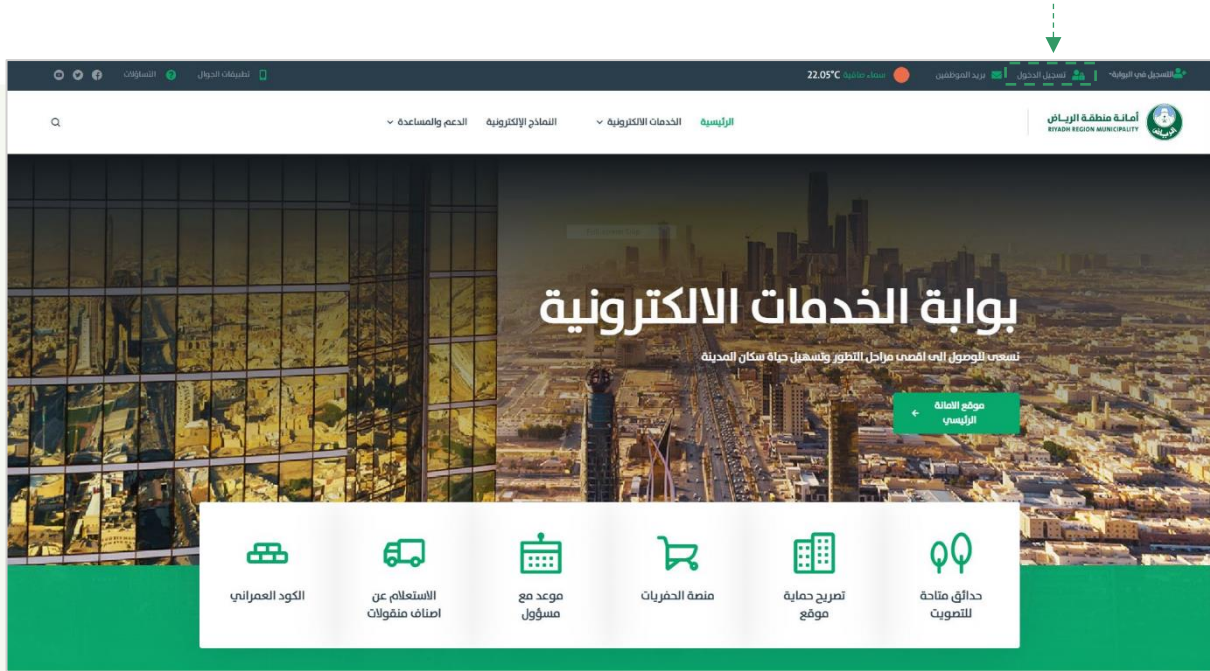 التسجيل في البوابة
تسجيل الدخول
بريد الموظفين
سماء صافية 22.05°C
تطبيقات الجوال
التساؤلات
أمانة منطقة الرياض
RIYADH REGION MUNICIPALITY
الرئيسية
الخدمات الالكترونية
النماذج الإلكترونية
الدعم والمساعدة
بوابة الخدمات الالكترونية
نسعى للوصول الى اقصى مراحل التطور وتسهيل حياة سكان المدينة
موقع الامانة
الرئيسي
حدائق متاحة
للتصويت
تصريح حماية
موقع
منصة الحفريات
موعد مع
مسؤول
الاستعلام عن
اصناف منقولات
الكود العمراني